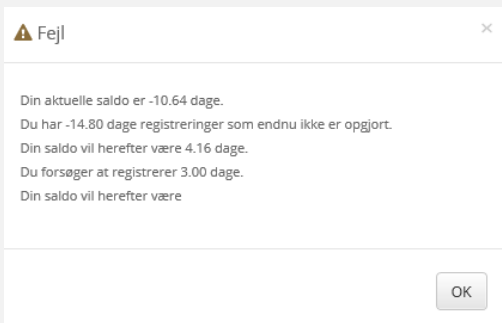 Fejl
Din aktuelle saldo er -10.64 dage.
Du har -14.80 dage registreringer som endnu ikke er opgjort.
Din saldo vil herefter være 4.16 dage.
Du forsøger at registrerer 3.00 dage.
Din saldo vil herefter være
OK